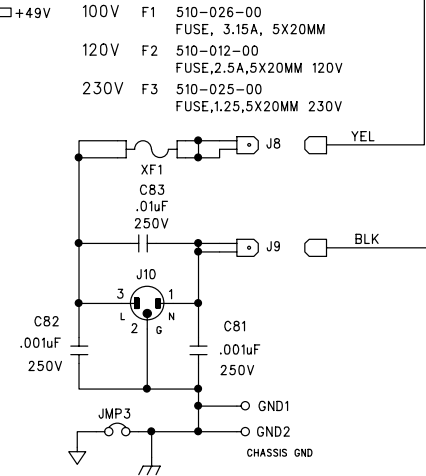 +49V 100V F1 510-026-00
FUSE, 3.15A, 5X20MM
120V F2 510-012-00
FUSE,2.5A,5X20MM 120V
230V F3 510-025-00
FUSE,1.25,5X20MM 230V
J8 YEL
XF1
C83
.01uF
250V
J9 BLK
J10
3 1
L N
2 G
C82
.001uF
250V
C81
.001uF
250V
GND1
JMP3
GND2
CHASSIS GND